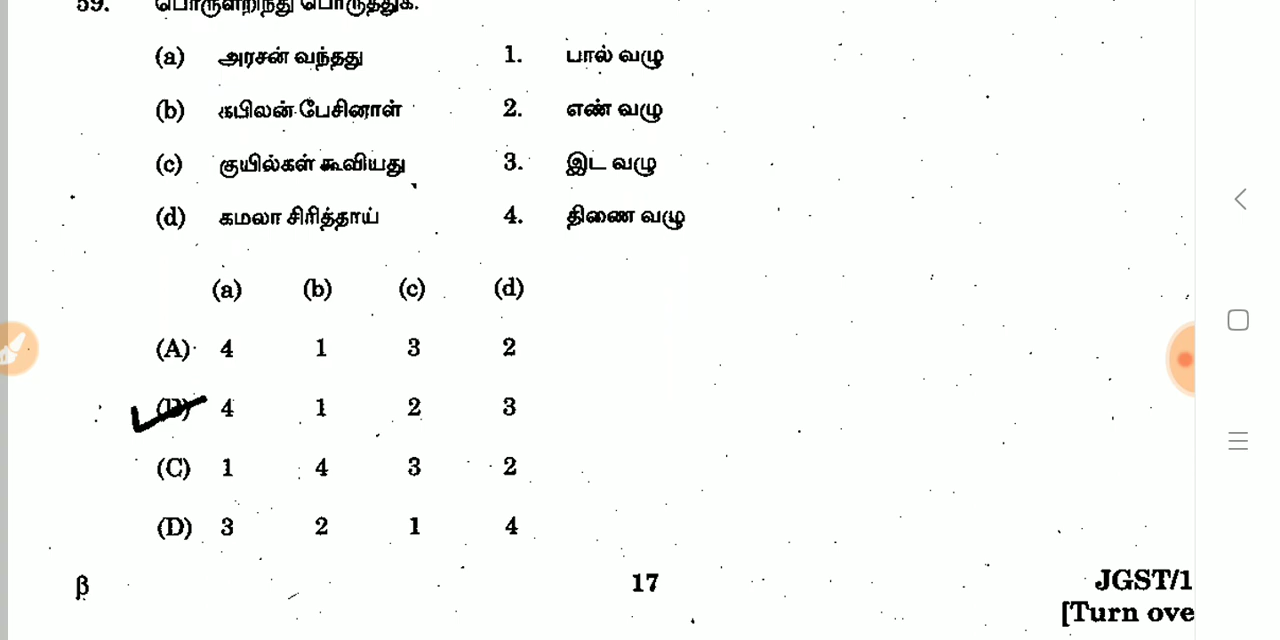 59. பொருளறிந்து பொருத்துக.
(a) அரசன் வந்தது 1. பால் வழு
(b) கபிலன் பேசினாள் 2. எண் வழு
(c) குயில்கள் கூவியது 3. இட வழு
(d) கமலா சிரித்தாய் 4. திணை வழு
(a) (b) (c) (d)
(A) 4 1 3 2
(B) 4 1 2 3
(C) 1 4 3 2
(D) 3 2 1 4
β 17 JGST/1
[Turn ove